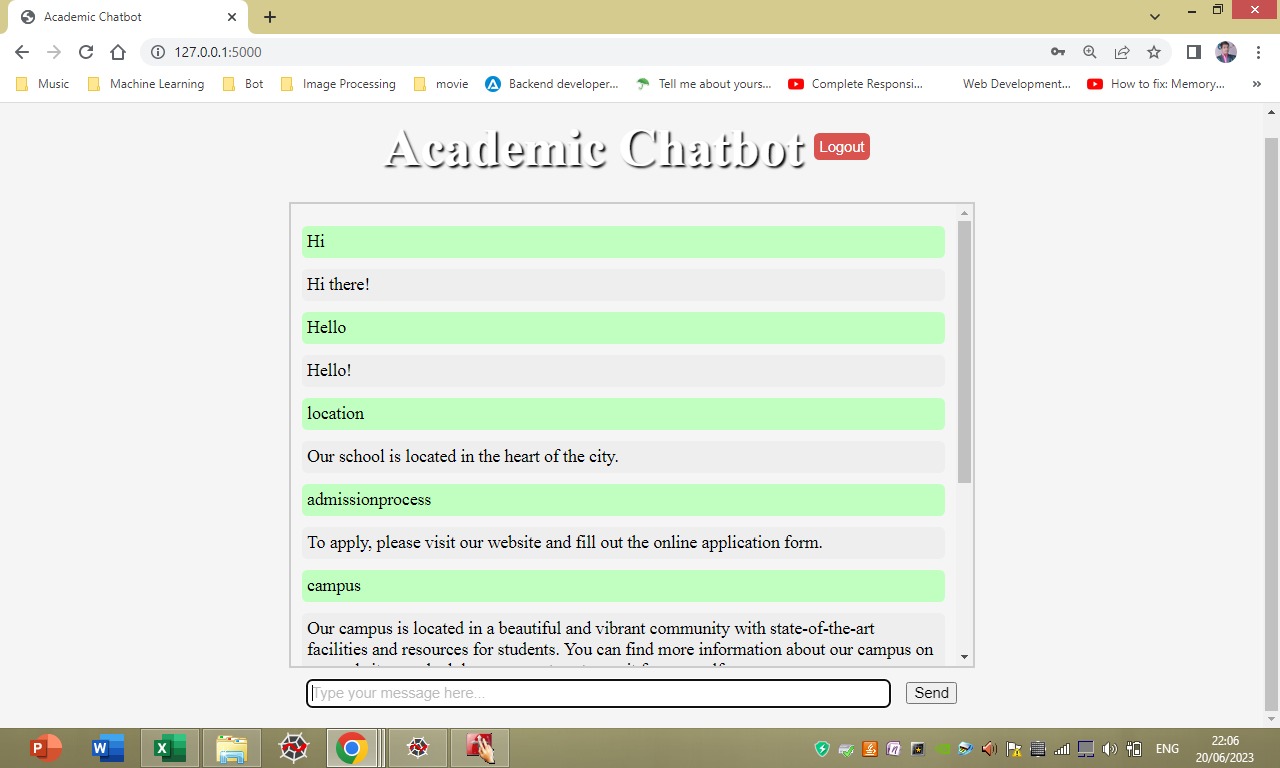 Academic Chatbot
127.0.0.1:5000
Music Machine Learning Bot Image Processing movie Backend developer... Tell me about yours... Complete Responsi... Web Development... How to fix: Memory... »
Academic Chatbot Logout
Hi
Hi there!
Hello
Hello!
location
Our school is located in the heart of the city.
admissionprocess
To apply, please visit our website and fill out the online application form.
campus
Our campus is located in a beautiful and vibrant community with state-of-the-art
facilities and resources for students. You can find more information about our campus on
Type your message here... Send
ENG 22:06
20/06/2023